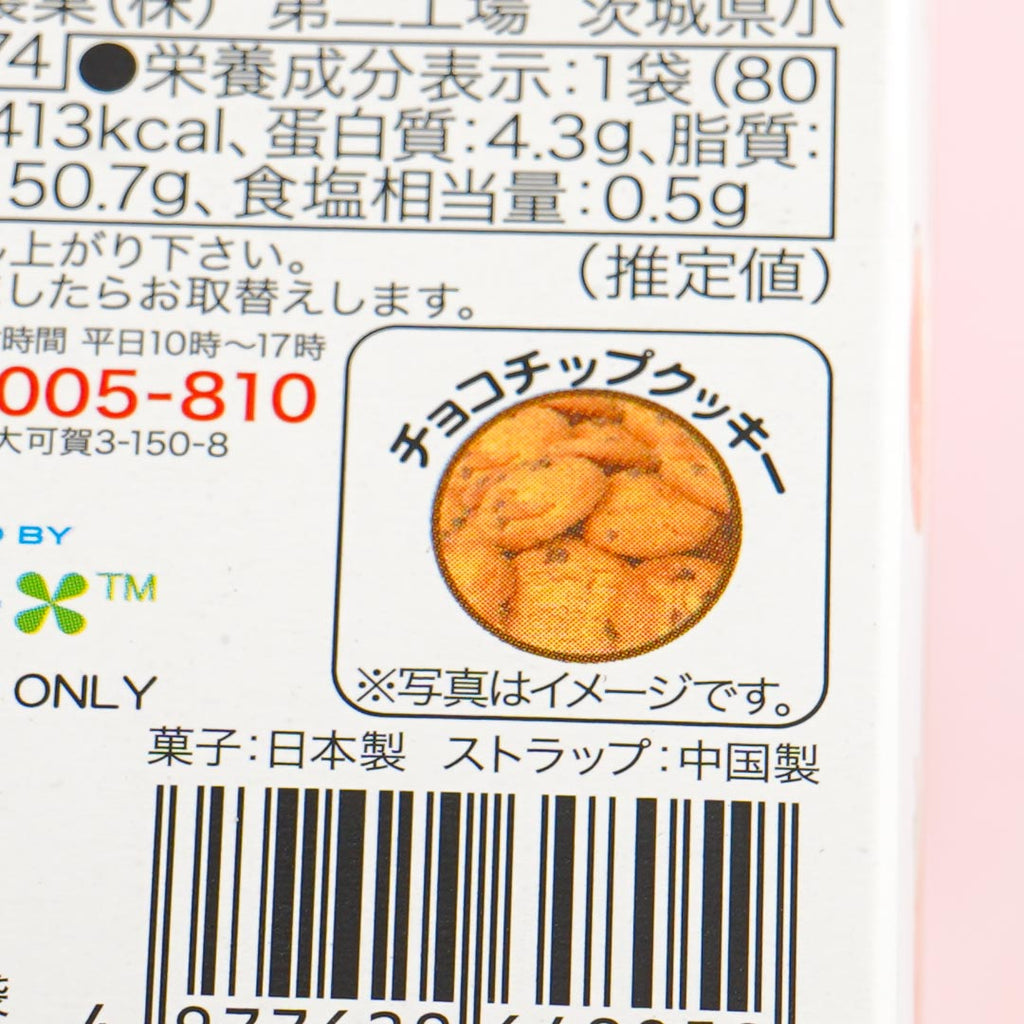 製菓(株) 第二工場 茨城県小
74 ●栄養成分表示:1袋(80
413kcal、蛋白質:4.3g、脂質:
50.7g、食塩相当量:0.5g
し上がり下さい。
(推定値)
したらお取替えします。
時間 平日10時〜17時
005-810
大可賀3-150-8
チョコチップクッキー
BY
TM
ONLY
※写真はイメージです。
菓子:日本製 ストラップ:中国製